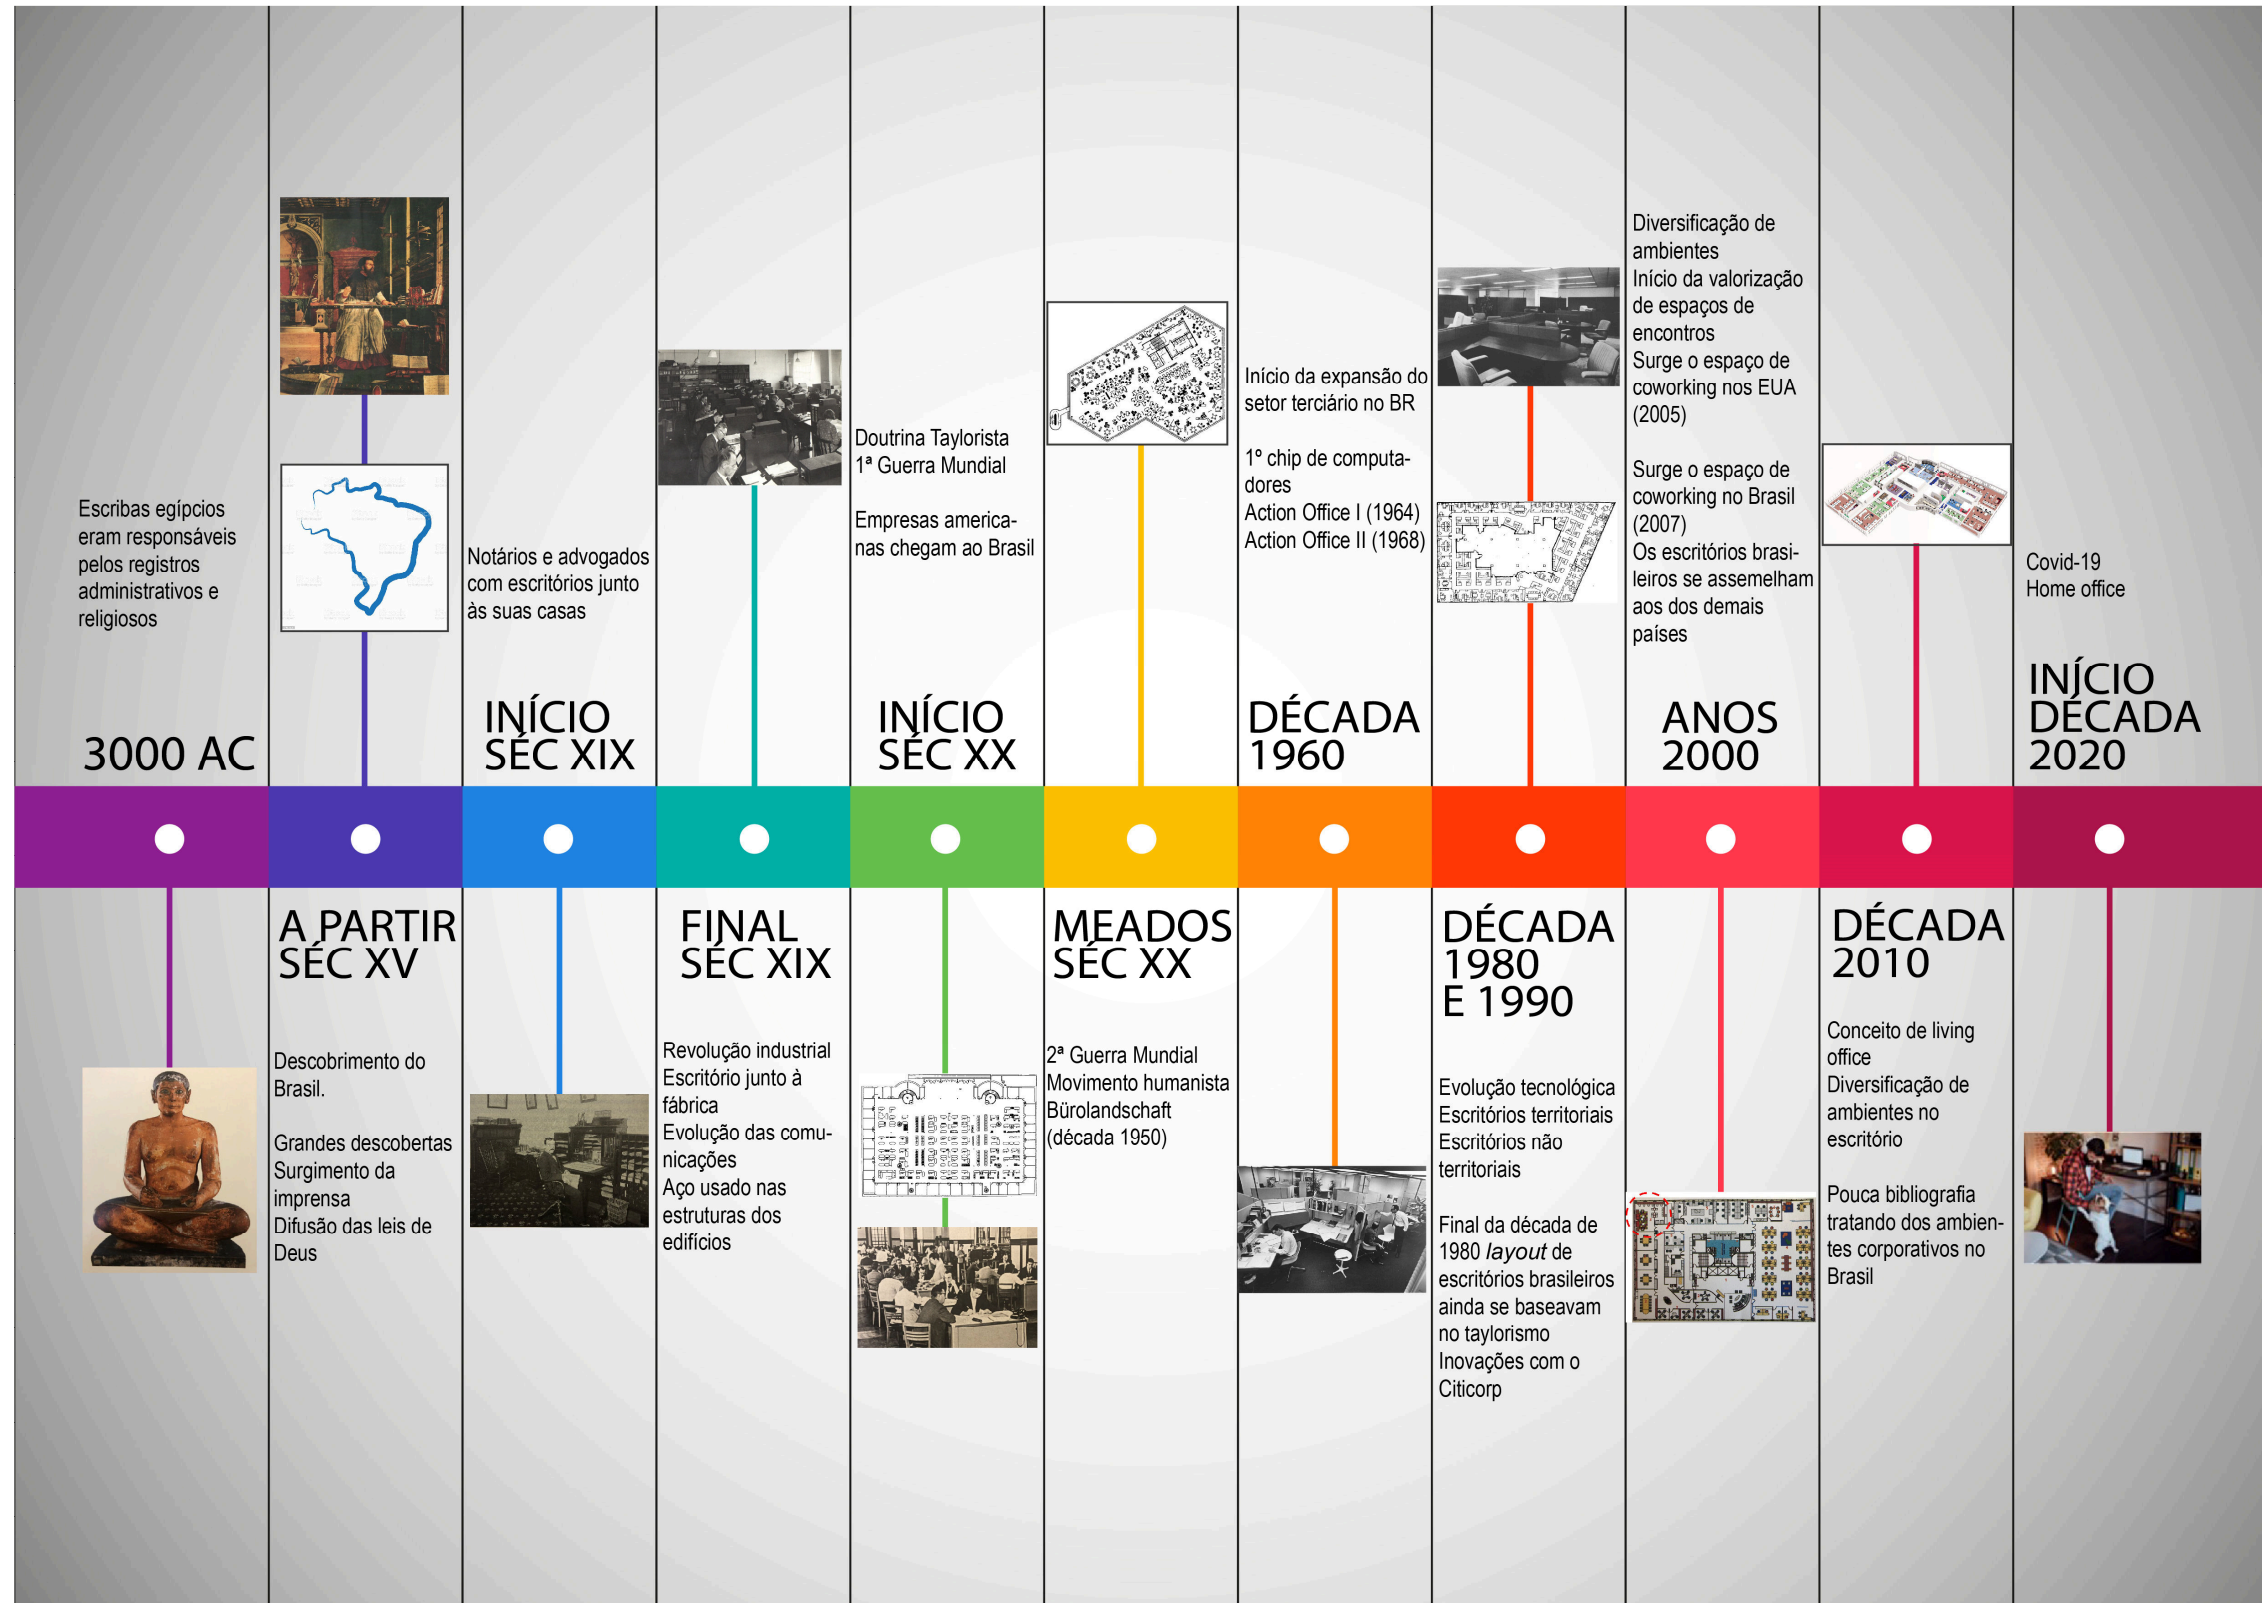 Escribas egípcios
eram responsáveis
pelos registros
administrativos e
religiosos
3000 AC
A PARTIR
SÉC XV
Descobrimento do
Brasil.
Grandes descobertas
Surgimento da
imprensa
Difusão das leis de
Deus
Notários e advogados
com escritórios junto
às suas casas
INÍCIO
SÉC XIX
FINAL
SÉC XIX
Revolução industrial
Escritório junto à
fábrica
Evolução das comu-
nicações
Aço usado nas
estruturas dos
edifícios
Doutrina Taylorista
1ª Guerra Mundial
Empresas america-
nas chegam ao Brasil
INÍCIO
SÉC XX
MEADOS
SÉC XX
2ª Guerra Mundial
Movimento humanista
Bürolandschaft
(década 1950)
Início da expansão do
setor terciário no BR
1º chip de computa-
dores
Action Office I (1964)
Action Office II (1968)
DÉCADA
1960
DÉCADA
1980
E 1990
Evolução tecnológica
Escritórios territoriais
Escritórios não
territoriais
Final da década de
1980 layout de
escritórios brasileiros
ainda se baseavam
no taylorismo
Inovações com o
Citicorp
Diversificação de
ambientes
Início da valorização
de espaços de
encontros
Surge o espaço de
coworking nos EUA
(2005)
Surge o espaço de
coworking no Brasil
(2007)
Os escritórios brasi-
leiros se assemelham
aos dos demais
países
ANOS
2000
DÉCADA
2010
Conceito de living
office
Diversificação de
ambientes no
escritório
Pouca bibliografia
tratando dos ambien-
tes corporativos no
Brasil
Covid-19
Home office
INÍCIO
DÉCADA
2020